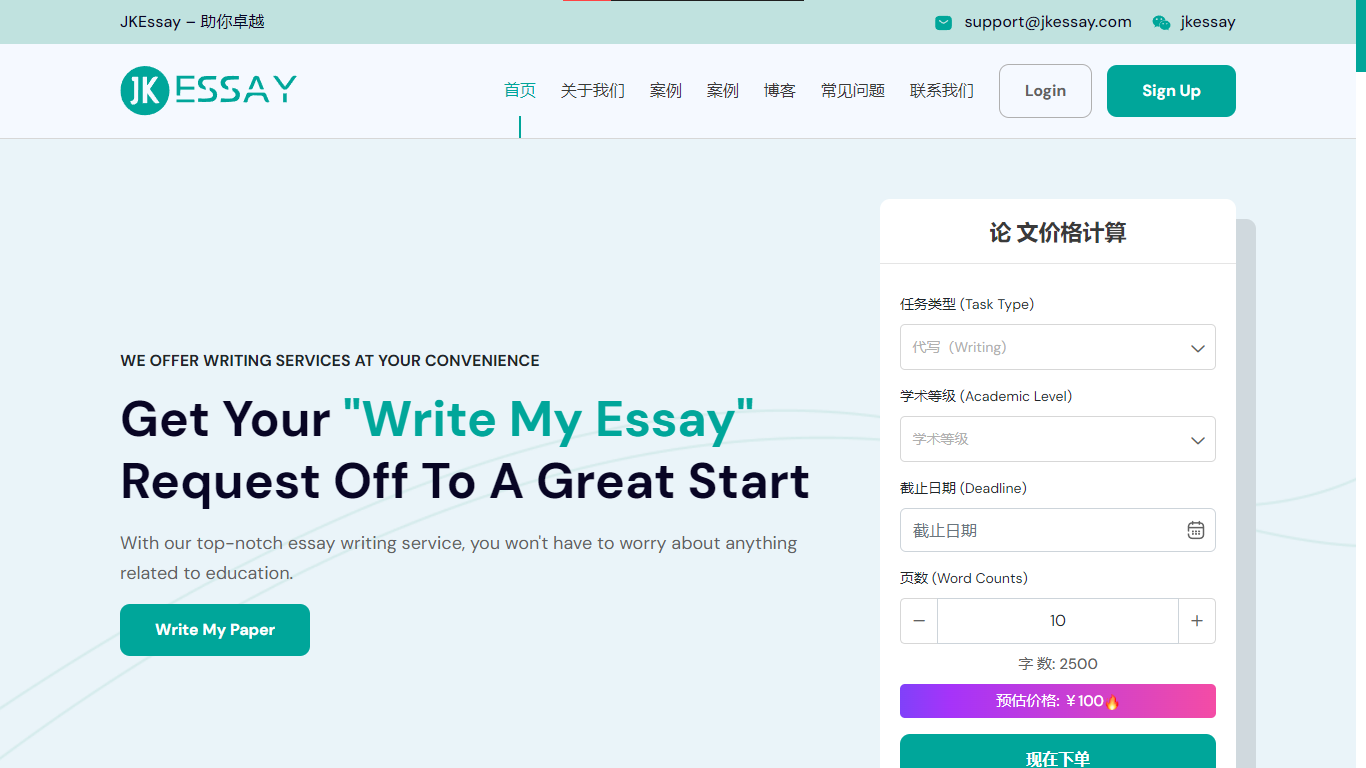 JKEssay – 助你卓越
support@jkessay.com
jkessay
JK ESSAY
首页
关于我们
案例
案例
博客
常见问题
联系我们
Login
Sign Up
WE OFFER WRITING SERVICES AT YOUR CONVENIENCE
Get Your "Write My Essay"
Request Off To A Great Start
With our top-notch essay writing service, you won't have to worry about anything
related to education.
Write My Paper
论 文价格计算
任务类型 (Task Type)
代写 (Writing)
学术等级 (Academic Level)
学术等级
截止日期 (Deadline)
截止日期
页数 (Word Counts)
− 10 +
字 数: 2500
预估价格: ￥100🔥
现在下单